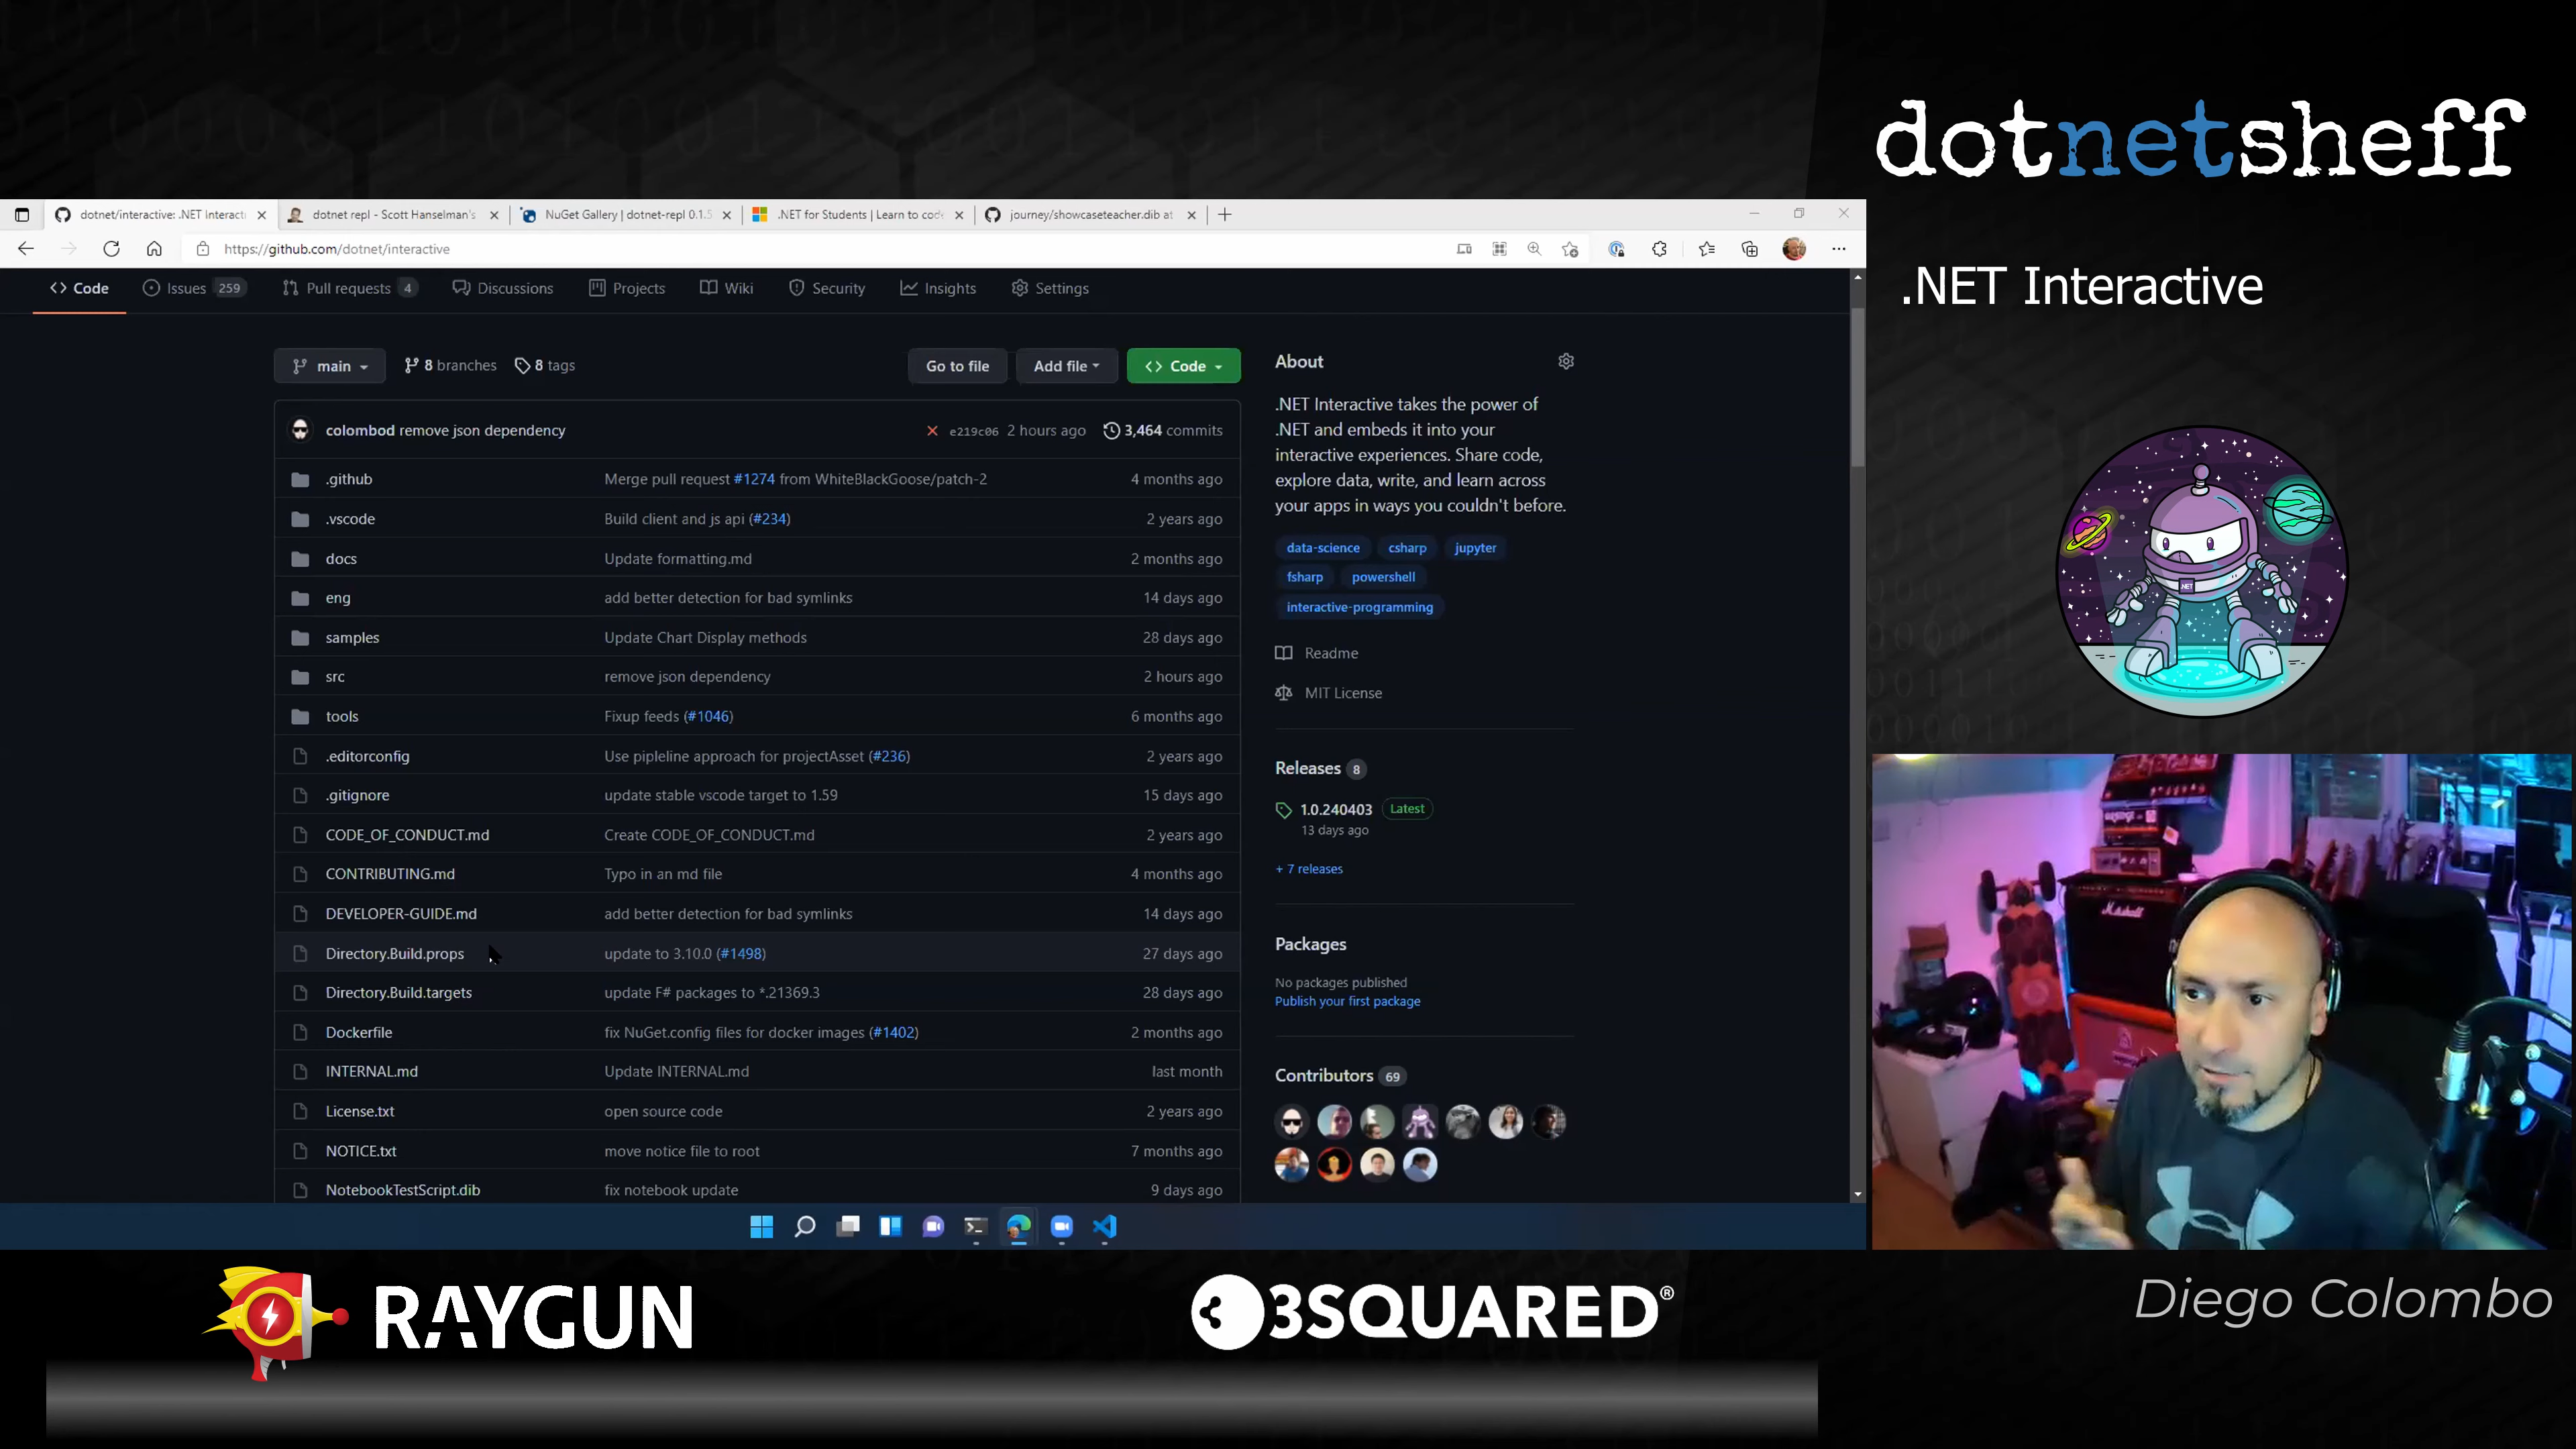 dotnetsheff
.NET Interactive
dotnet/interactive: .NET Interacti
dotnet repl - Scott Hanselman's
NuGet Gallery | dotnet-repl 0.1.5
.NET for Students | Learn to code
journey/showcaseteacher.dib at
https://github.com/dotnet/interactive
Code
Issues 259
Pull requests 4
Discussions
Projects
Wiki
Security
Insights
Settings
main
8 branches
8 tags
Go to file
Add file
Code
colombod remove json dependency
e219c06 2 hours ago
3,464 commits
.github Merge pull request #1274 from WhiteBlackGoose/patch-2 4 months ago
.vscode Build client and js api (#234) 2 years ago
docs Update formatting.md 2 months ago
eng add better detection for bad symlinks 14 days ago
samples Update Chart Display methods 28 days ago
src remove json dependency 2 hours ago
tools Fixup feeds (#1046) 6 months ago
.editorconfig Use pipleline approach for projectAsset (#236) 2 years ago
.gitignore update stable vscode target to 1.59 15 days ago
CODE_OF_CONDUCT.md Create CODE_OF_CONDUCT.md 2 years ago
CONTRIBUTING.md Typo in an md file 4 months ago
DEVELOPER-GUIDE.md add better detection for bad symlinks 14 days ago
Directory.Build.props update to 3.10.0 (#1498) 27 days ago
Directory.Build.targets update F# packages to *.21369.3 28 days ago
Dockerfile fix NuGet.config files for docker images (#1402) 2 months ago
INTERNAL.md Update INTERNAL.md last month
License.txt open source code 2 years ago
NOTICE.txt move notice file to root 7 months ago
NotebookTestScript.dib fix notebook update 9 days ago
About
.NET Interactive takes the power of
.NET and embeds it into your
interactive experiences. Share code,
explore data, write, and learn across
your apps in ways you couldn't before.
data-science csharp jupyter
fsharp powershell
interactive-programming
Readme
MIT License
Releases 8
1.0.240403 Latest
13 days ago
+ 7 releases
Packages
No packages published
Publish your first package
Contributors 69
.NET
Marshall
RAYGUN
3SQUARED®
Diego Colombo